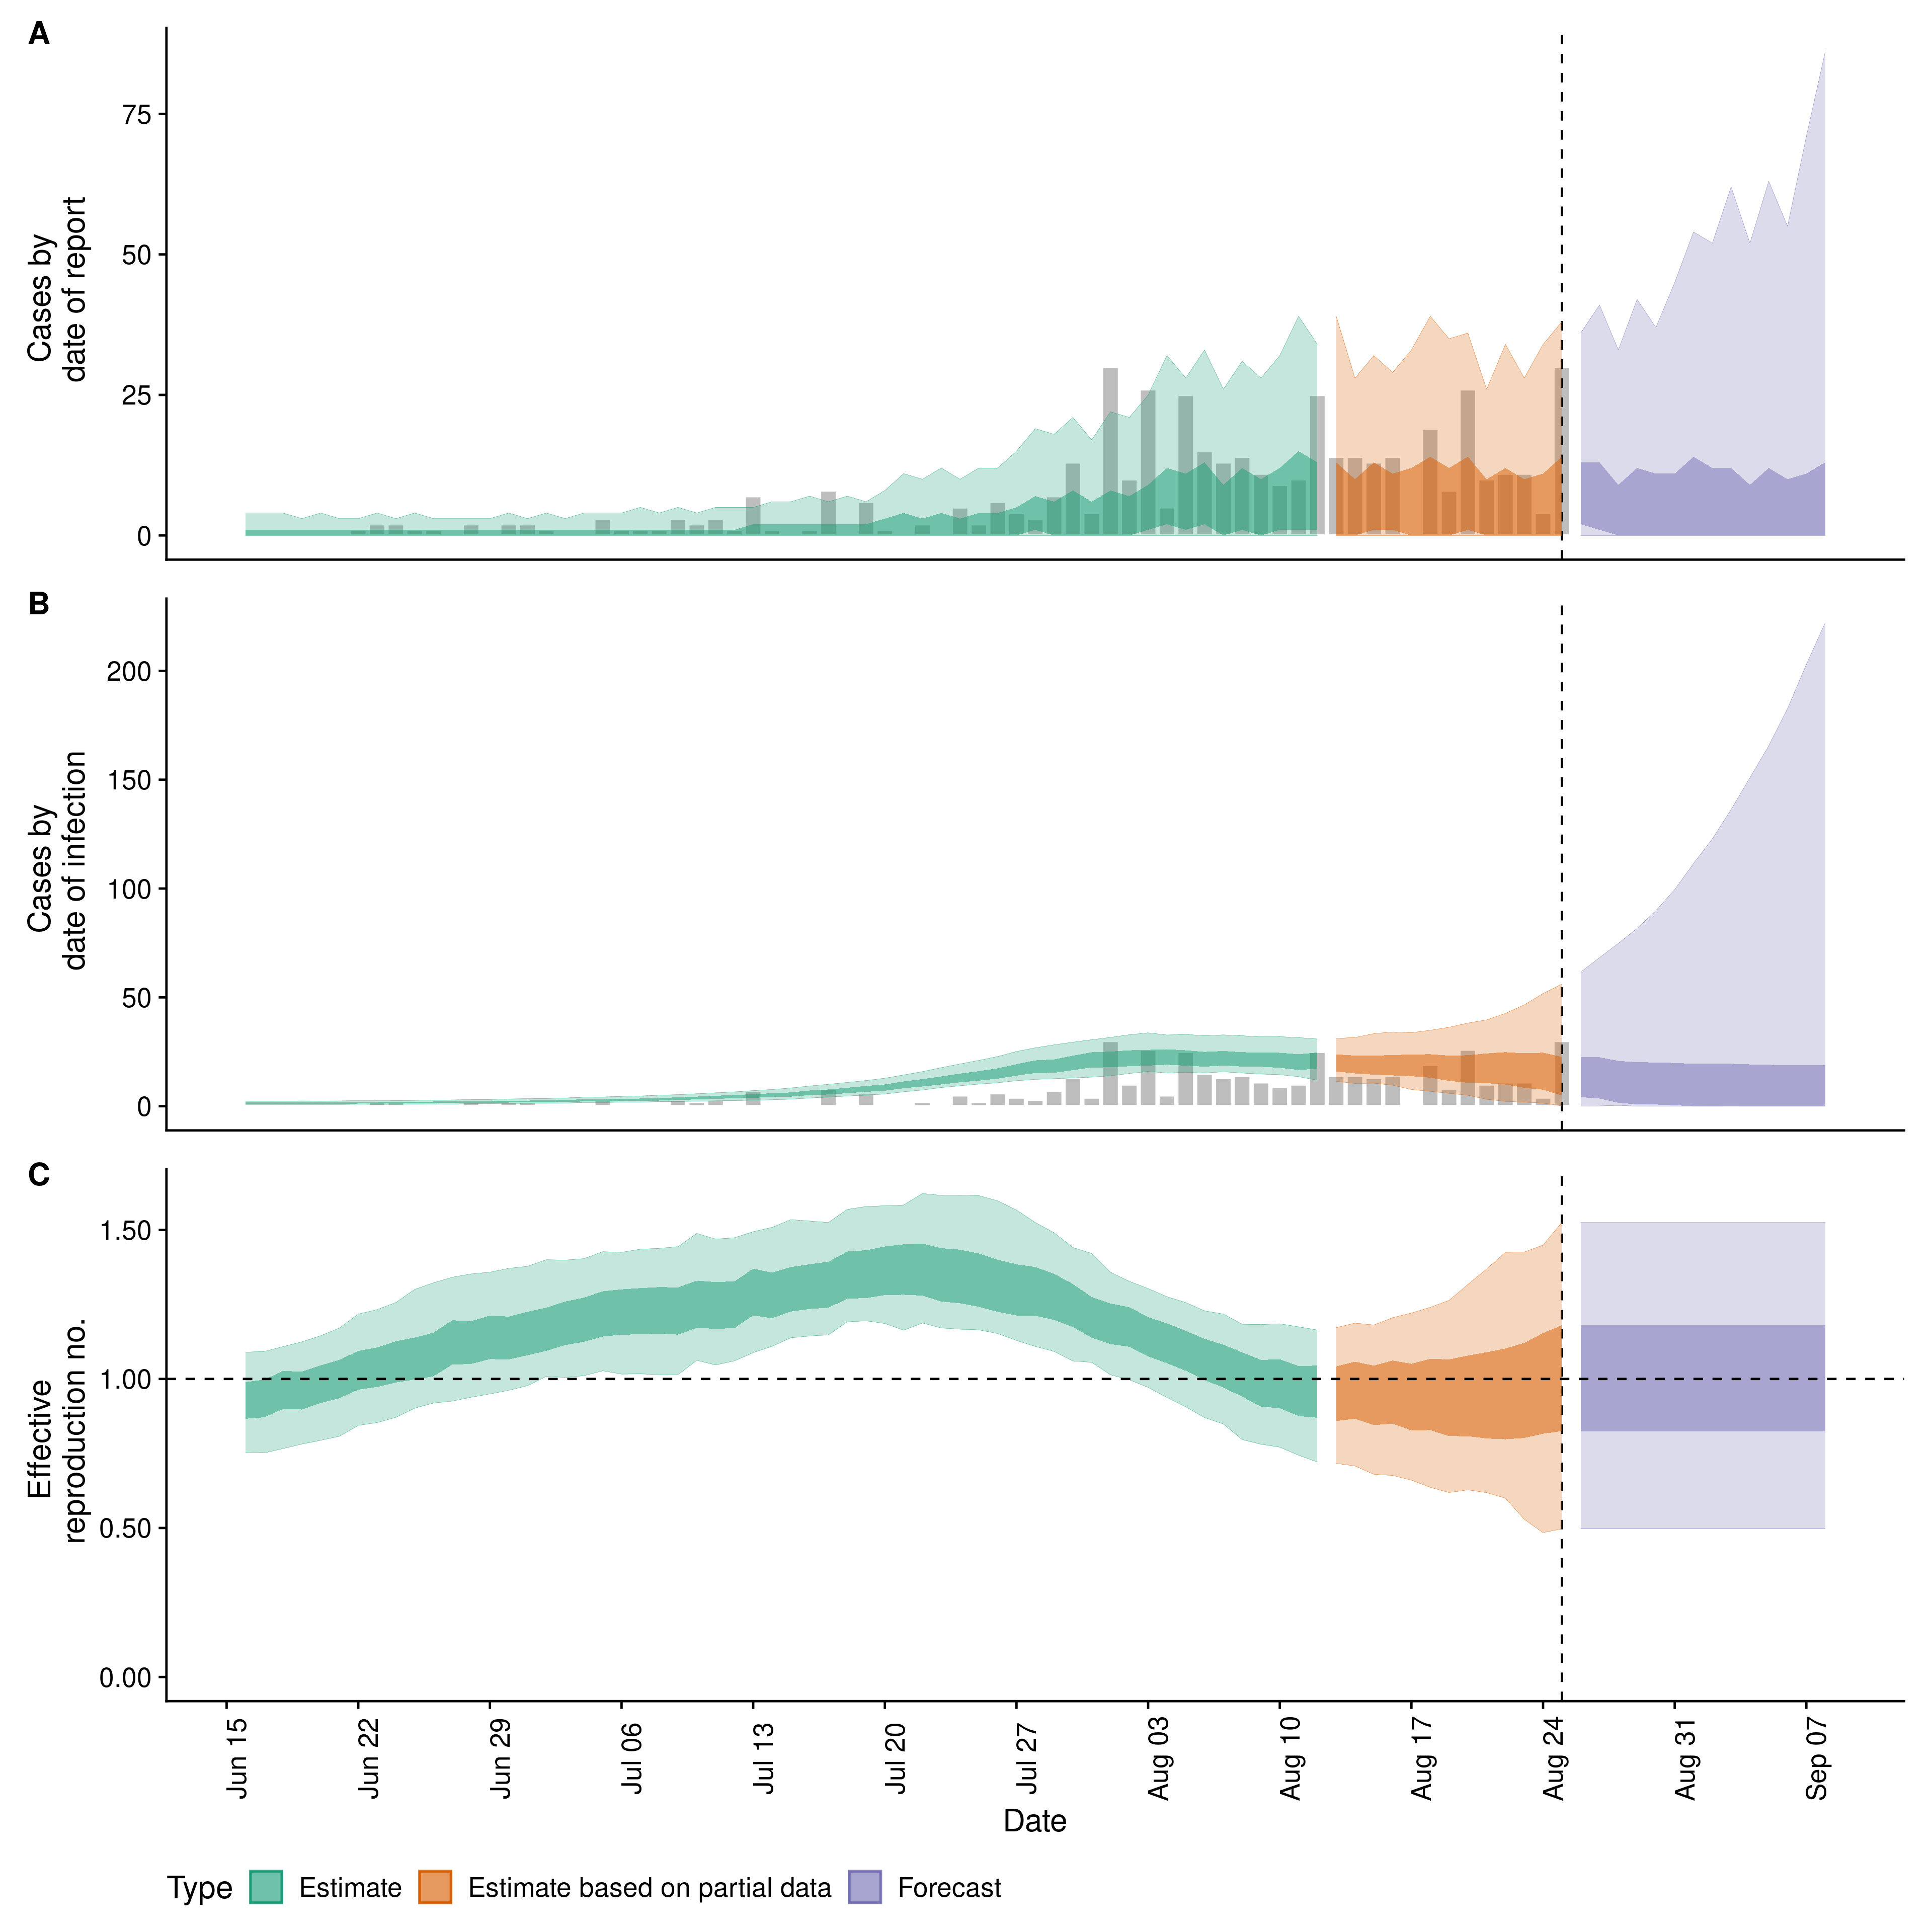 A
Cases by
date of report
75
50
25
0
B
Cases by
date of infection
200
150
100
50
0
C
Effective
reproduction no.
1.50
1.00
0.50
0.00
Jun 15
Jun 22
Jun 29
Jul 06
Jul 13
Jul 20
Jul 27
Aug 03
Aug 10
Aug 17
Aug 24
Aug 31
Sep 07
Date
Type Estimate Estimate based on partial data Forecast